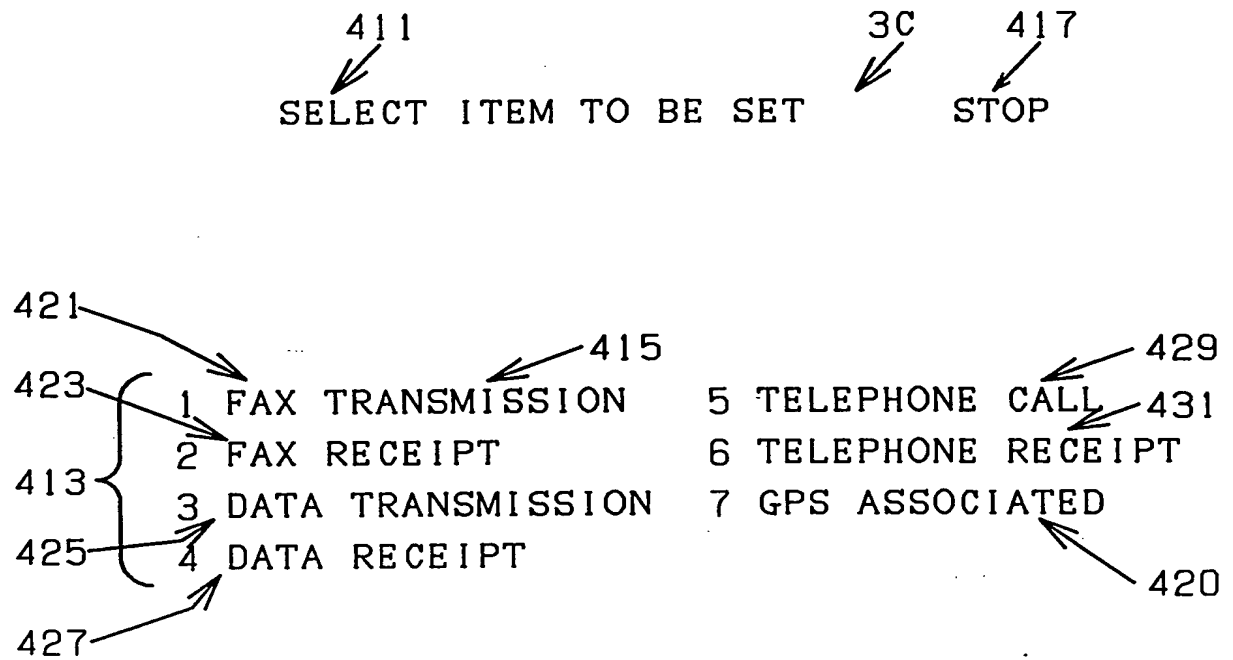 411 3C 417
SELECT ITEM TO BE SET STOP
421
415 429
423 1 FAX TRANSMISSION 5 TELEPHONE CALL 431
2 FAX RECEIPT 6 TELEPHONE RECEIPT
413 3 DATA TRANSMISSION 7 GPS ASSOCIATED
425 4 DATA RECEIPT
420
427